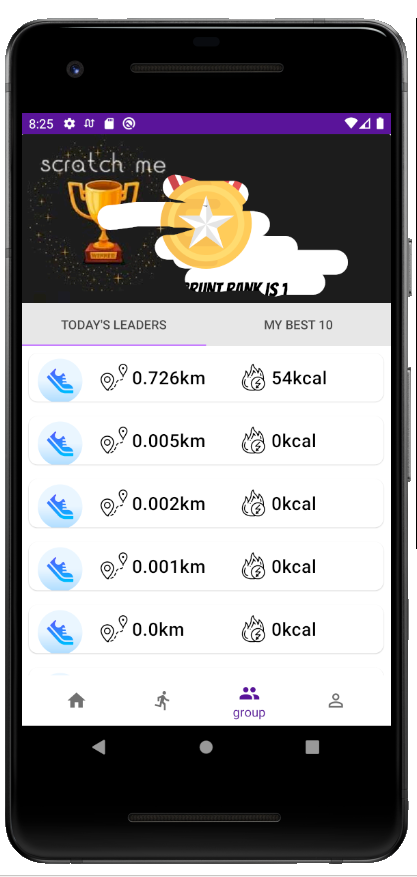 8:25
scratch me
RANK IS 1
TODAY'S LEADERS MY BEST 10
0.726km 54kcal
0.005km 0kcal
0.002km 0kcal
0.001km 0kcal
0.0km 0kcal
group